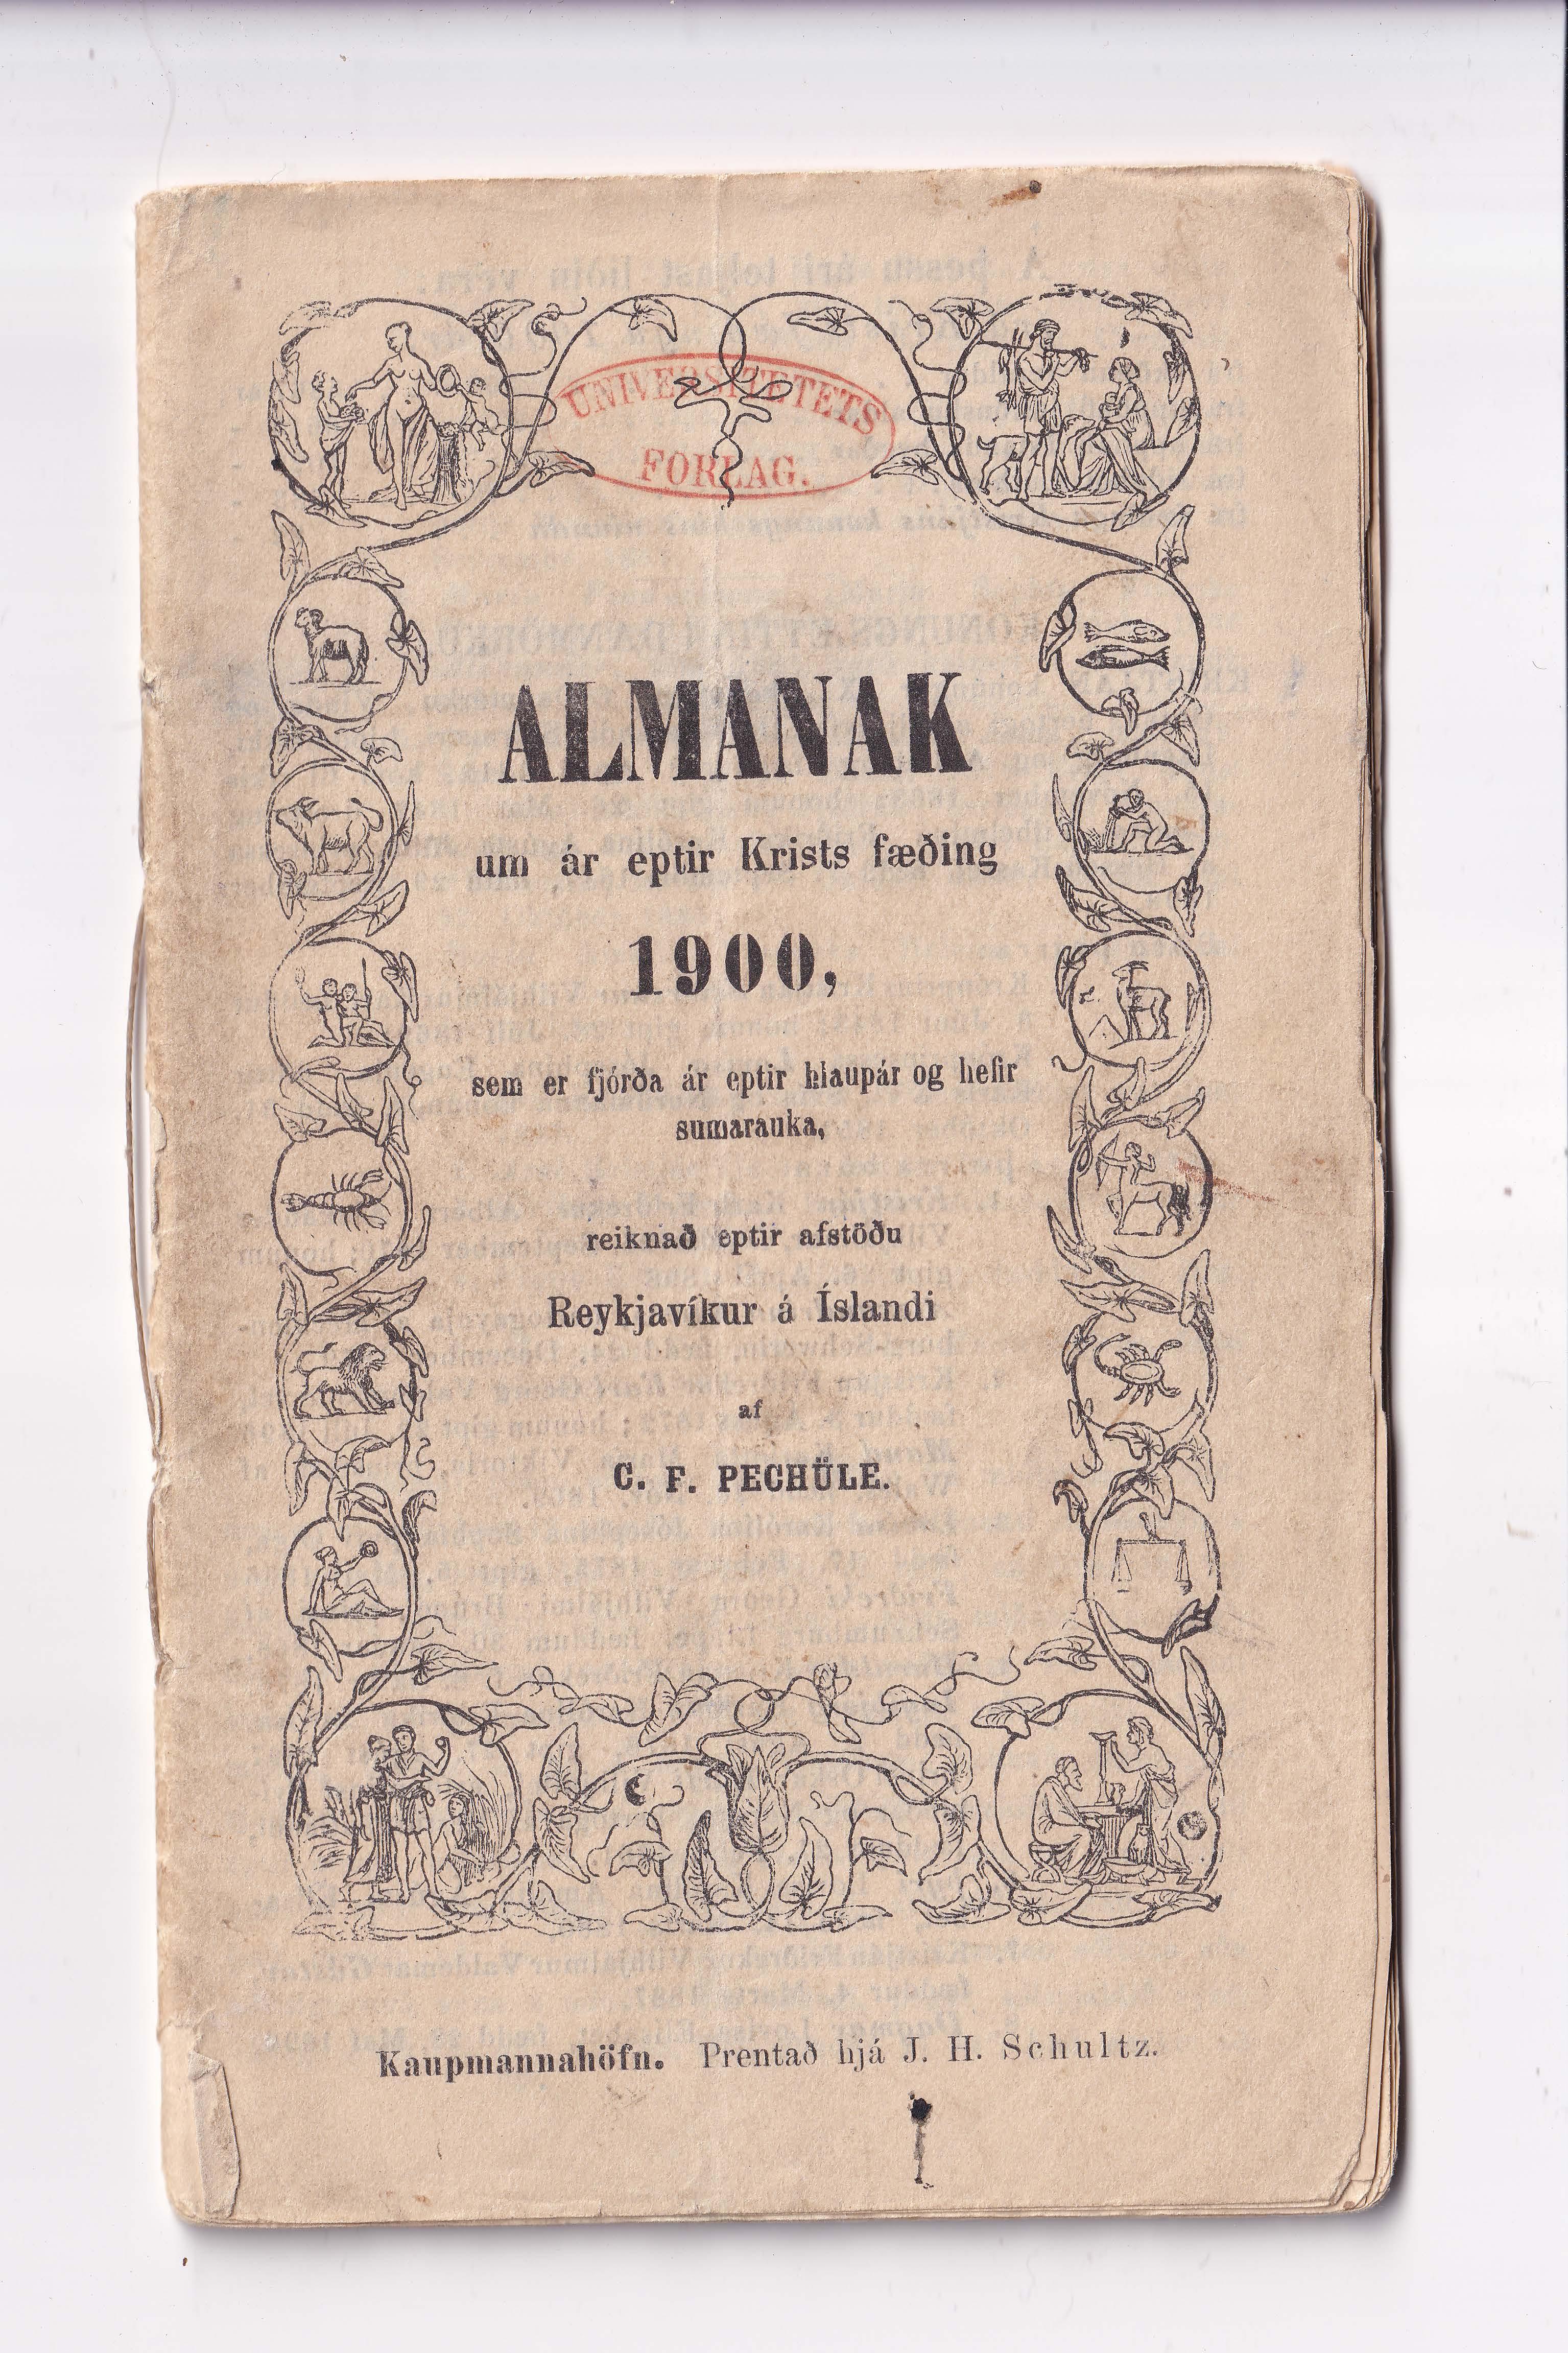 UNIVERSITETETS
FORLAG.
ALMANAK
um ár eptir Krists fæðing
1900,
sem er fjórða ár eptir hlaupár og hefir
sumarauka,
reiknað eptir afstöðu
Reykjavíkur á Íslandi
af
C. F. PECHÜLE.
Kaupmannahöfn. Prentað hjá J. H. Schultz.